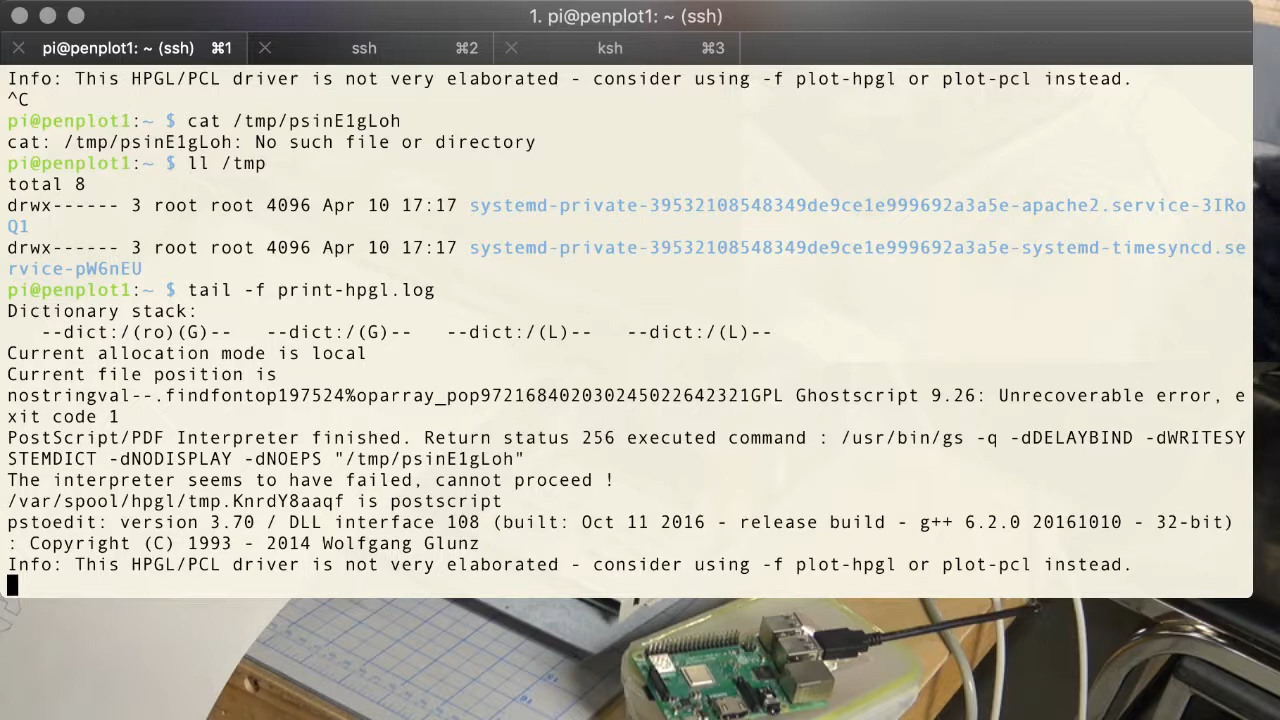 1. pi@penplot1: ~ (ssh)
pi@penplot1: ~ (ssh) ⌘1 ssh ⌘2 ksh ⌘3
Info: This HPGL/PCL driver is not very elaborated - consider using -f plot-hpgl or plot-pcl instead.
^C
pi@penplot1:~ $ cat /tmp/psinE1gLoh
cat: /tmp/psinE1gLoh: No such file or directory
pi@penplot1:~ $ ll /tmp
total 8
drwx------ 3 root root 4096 Apr 10 17:17 systemd-private-39532108548349de9ce1e999692a3a5e-apache2.service-3IRo
Q1
drwx------ 3 root root 4096 Apr 10 17:17 systemd-private-39532108548349de9ce1e999692a3a5e-systemd-timesyncd.se
rvice-pW6nEU
pi@penplot1:~ $ tail -f print-hpgl.log
Dictionary stack:
   --dict:/(ro)(G)--   --dict:/(G)--   --dict:/(L)--   --dict:/(L)--
Current allocation mode is local
Current file position is
nostringval--.findfontop197524%oparray_pop972168402030245022642321GPL Ghostscript 9.26: Unrecoverable error, e
xit code 1
PostScript/PDF Interpreter finished. Return status 256 executed command : /usr/bin/gs -q -dDELAYBIND -dWRITESY
STEMDICT -dNODISPLAY -dNOEPS "/tmp/psinE1gLoh"
The interpreter seems to have failed, cannot proceed !
/var/spool/hpgl/tmp.KnrdY8aaqf is postscript
pstoedit: version 3.70 / DLL interface 108 (built: Oct 11 2016 - release build - g++ 6.2.0 20161010 - 32-bit)
: Copyright (C) 1993 - 2014 Wolfgang Glunz
Info: This HPGL/PCL driver is not very elaborated - consider using -f plot-hpgl or plot-pcl instead.